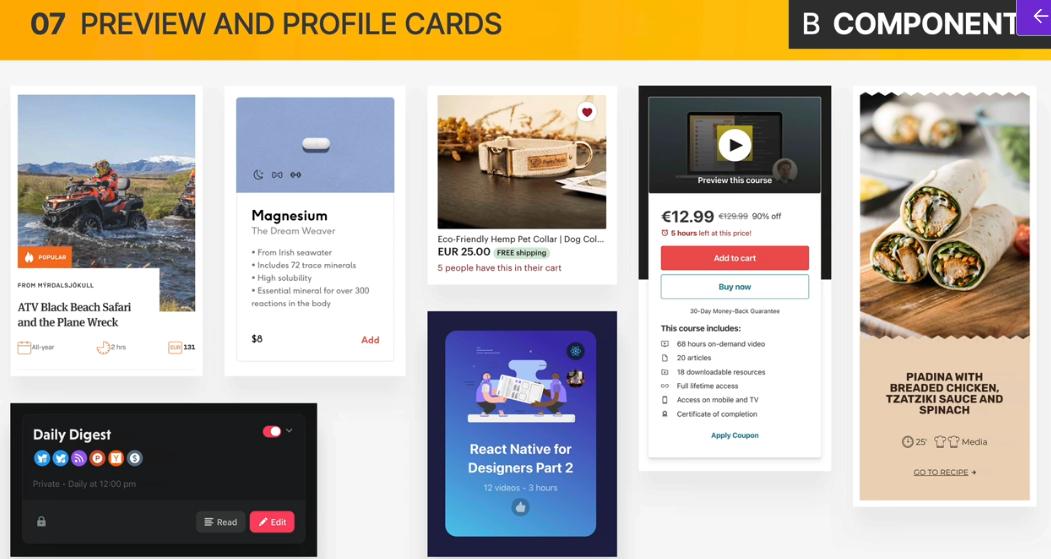 07 PREVIEW AND PROFILE CARDS
B COMPONENT
POPULAR
FROM MÝRDALSJÖKULL
ATV Black Beach Safari
and the Plane Wreck
All-year
2 hrs
EUR 131
Magnesium
The Dream Weaver
• From Irish seawater
• Includes 72 trace minerals
• High solubility
• Essential mineral for over 300
reactions in the body
$8
Add
Eco-Friendly Hemp Pet Collar | Dog Col...
EUR 25.00 FREE shipping
5 people have this in their cart
Preview this course
€12.99 €129.99 90% off
5 hours left at this price!
Add to cart
Buy now
30-Day Money-Back Guarantee
This course includes:
68 hours on-demand video
20 articles
18 downloadable resources
Full lifetime access
Access on mobile and TV
Certificate of completion
Apply Coupon
PIADINA WITH
BREADED CHICKEN,
TZATZIKI SAUCE AND
SPINACH
25' Media
GO TO RECIPE →
Daily Digest
P Y $
Private • Daily at 12:00 pm
Read
Edit
React Native for
Designers Part 2
12 videos - 3 hours